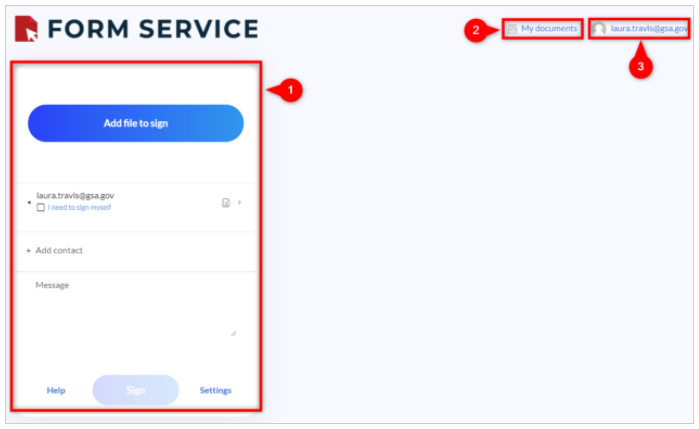 FORM SERVICE
2
My documents
laura.travis@gsa.gov
3
1
Add file to sign
laura.travis@gsa.gov
I need to sign myself
+ Add contact
Message
Help
Sign
Settings